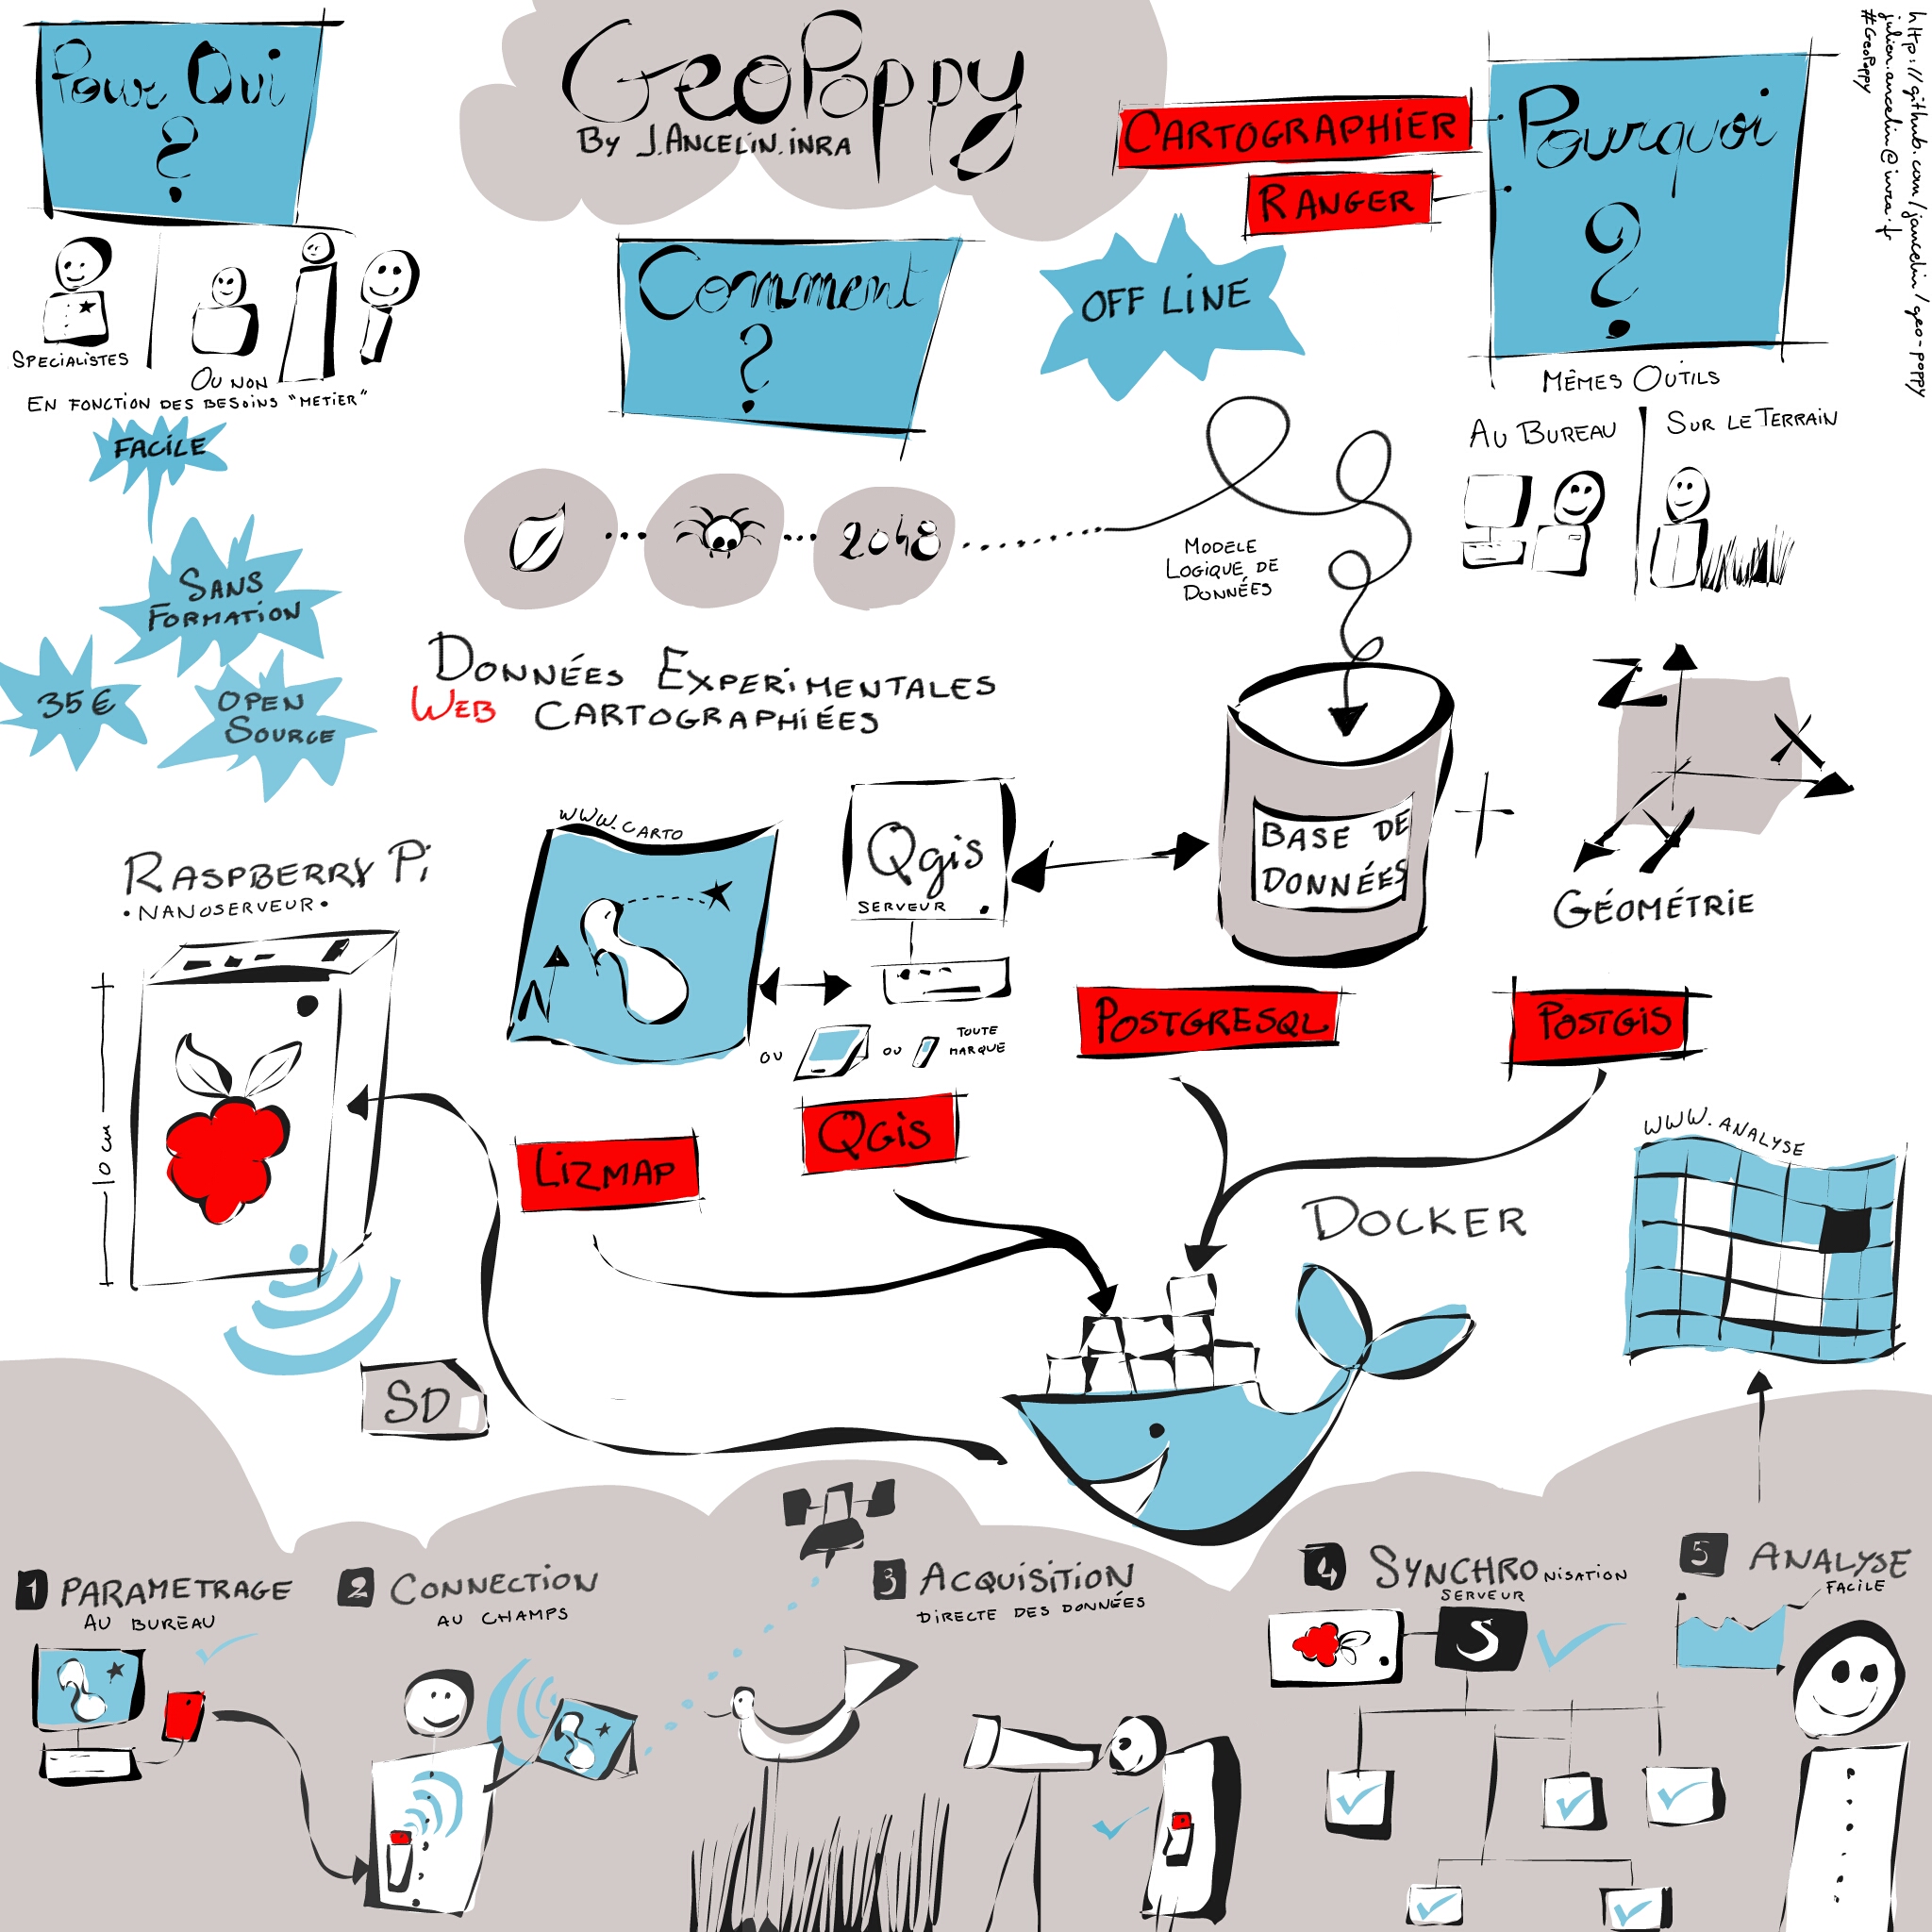 GeoPoppy
By J.Ancelin.inra
Pour Qui
?
Specialistes
Ou non
En fonction des besoins "metier"
Facile
Sans
Formation
35 €
Open
Source
Comment
?
Off Line
Cartographier
Ranger
Pourquoi
?
http://github.com/jancelin/geo-poppy
julien.ancelin@inra.fr
#GeoPoppy
Mêmes Outils
Au Bureau
Sur le Terrain
2048
Modele
Logique de
Données
Données Experimentales
Web Cartographiées
Raspberry Pi
• Nanoserveur •
10 cm
SD
www.carto
N
Qgis
Serveur
ou
ou
Toute
marque
Base de
Données
+
Z
X
Y
Géométrie
Postgresql
Postgis
Qgis
Lizmap
Docker
www.analyse
1 Parametrage
au bureau
2 Connection
au champs
3 Acquisition
directe des données
4 Synchronisation
serveur
S
5 Analyse
facile